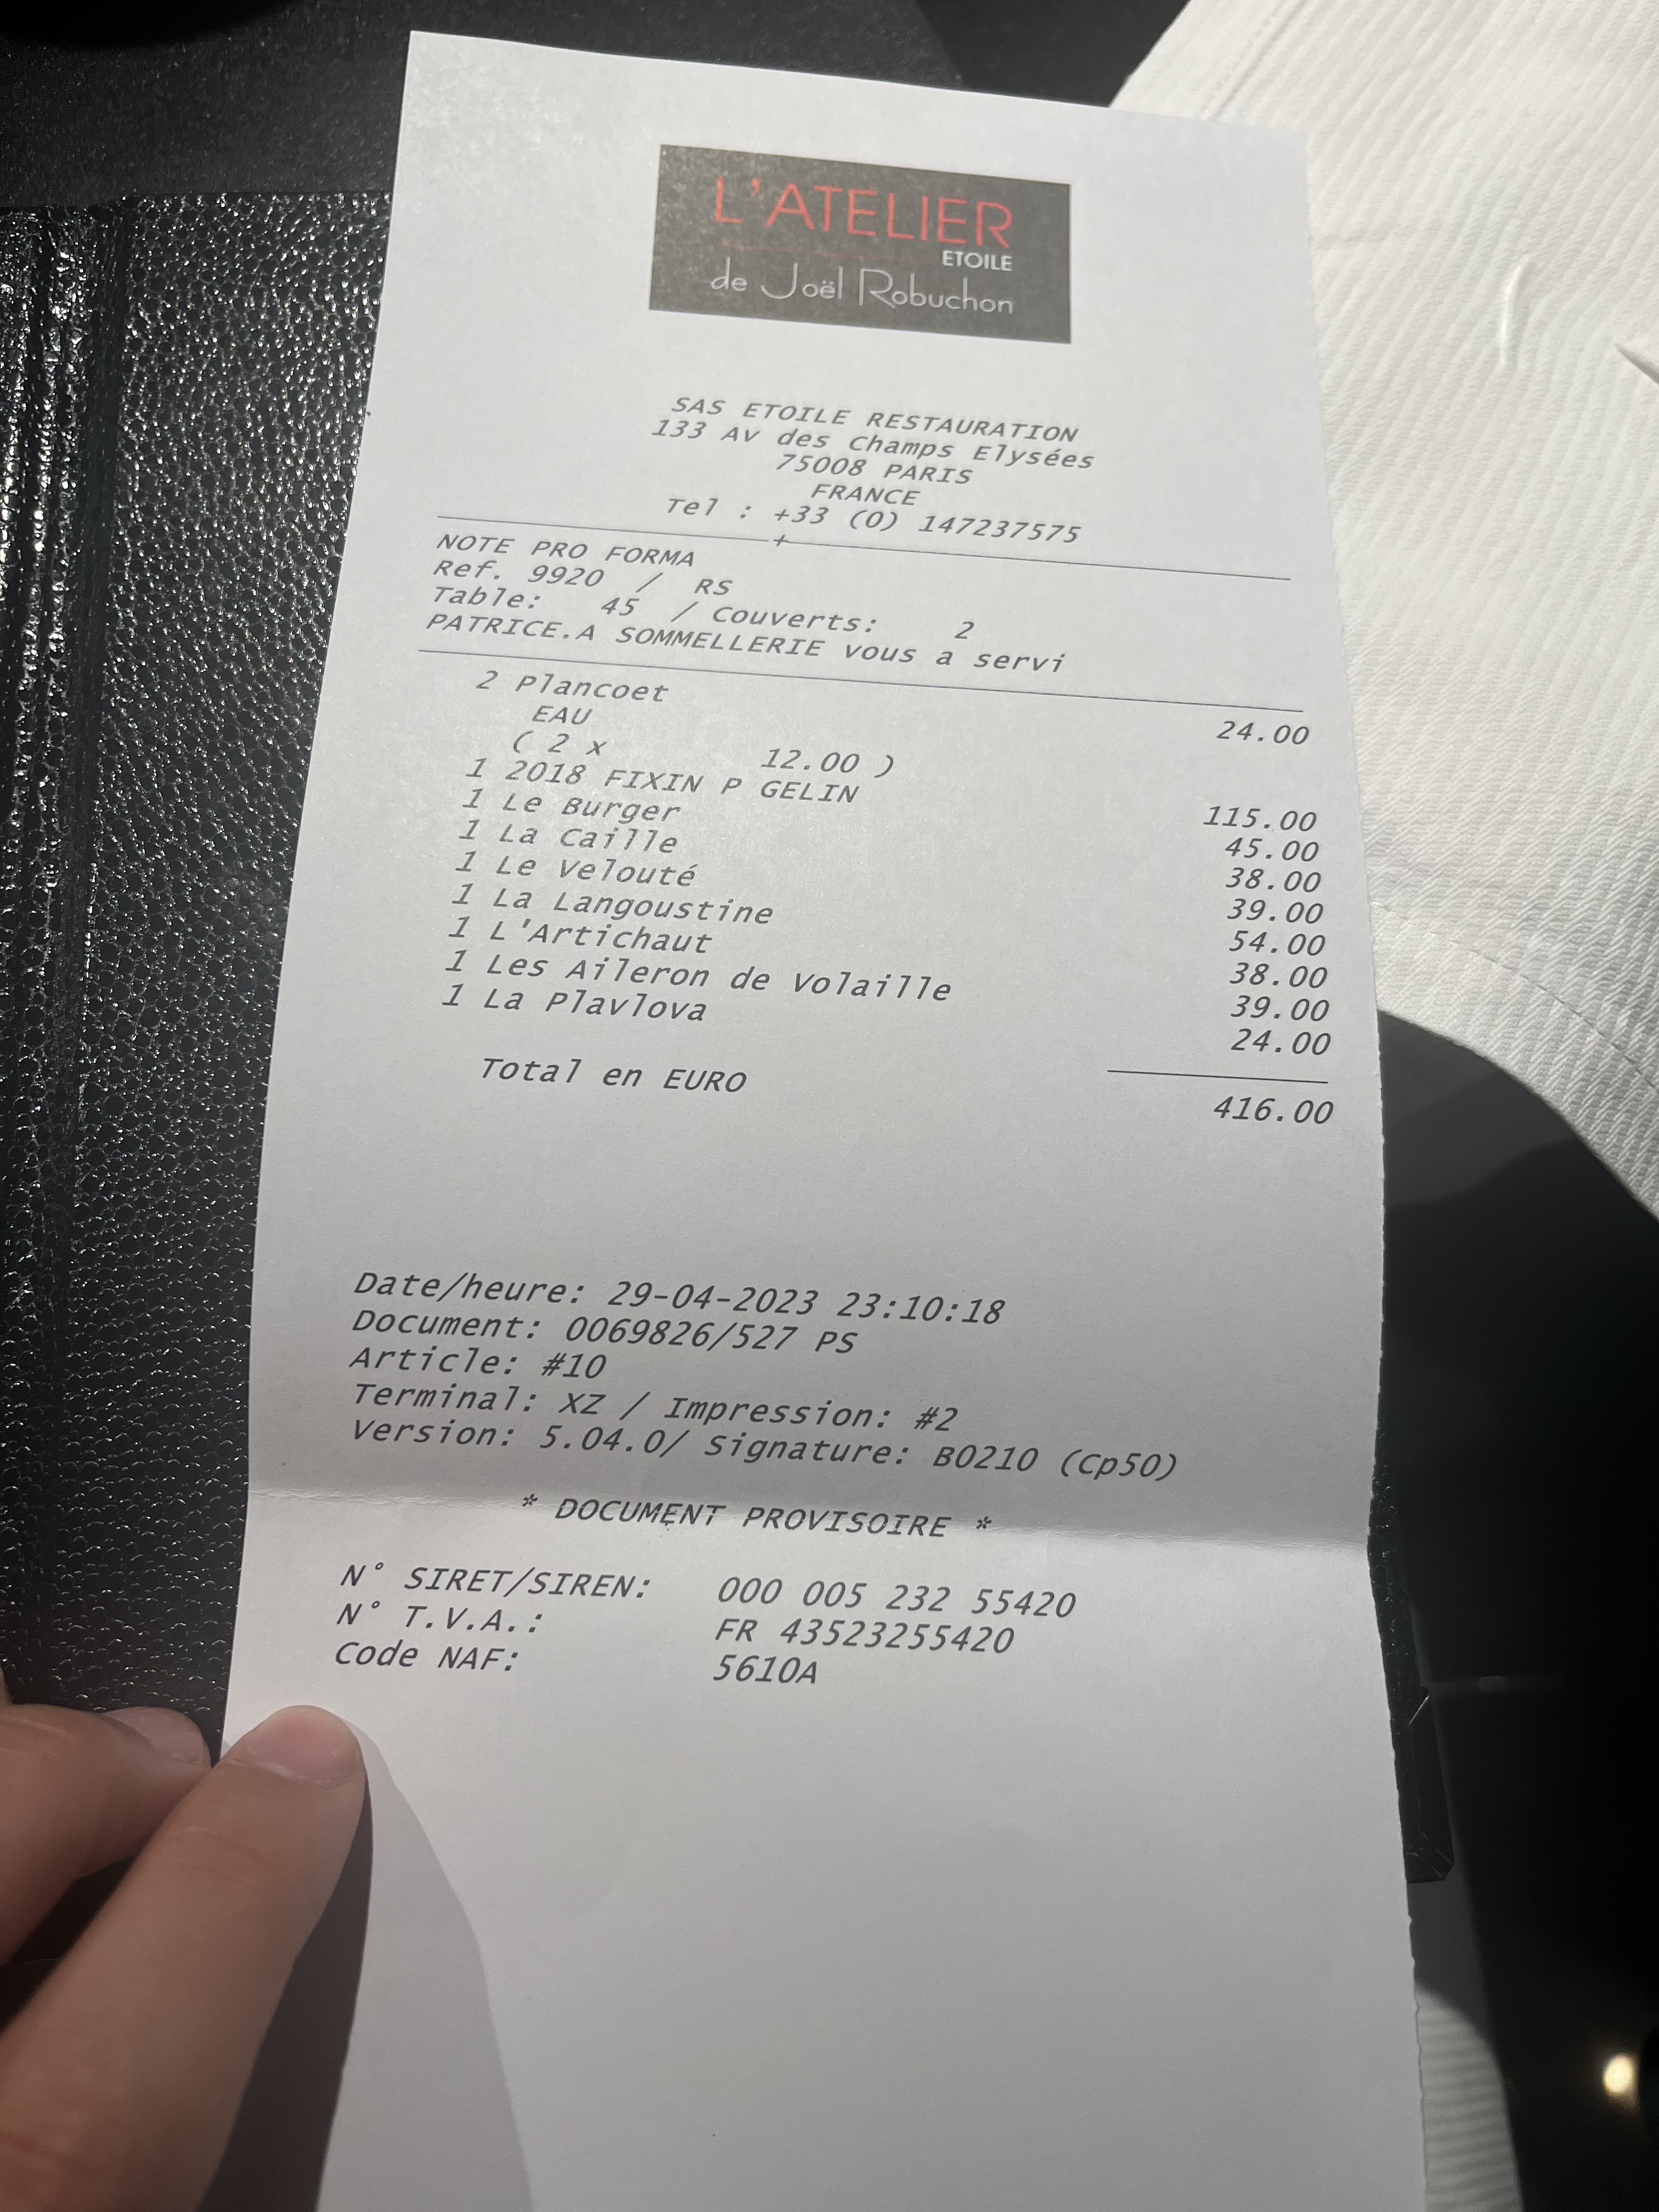 L'ATELIER
ETOILE
de Joël Robuchon
SAS ETOILE RESTAURATION
133 Av des Champs Elysées
75008 PARIS
FRANCE
Tel : +33 (0) 147237575
+
NOTE PRO FORMA
Ref. 9920 / RS
Table: 45 / Couverts: 2
PATRICE.A SOMMELLERIE vous a servi
2 Plancoet 24.00
EAU
( 2 x 12.00 )
1 2018 FIXIN P GELIN 115.00
1 Le Burger 45.00
1 La Caille 38.00
1 Le Velouté 39.00
1 La Langoustine 54.00
1 L'Artichaut 38.00
1 Les Aileron de Volaille 39.00
1 La Plavlova 24.00
Total en EURO 416.00
Date/heure: 29-04-2023 23:10:18
Document: 0069826/527 PS
Article: #10
Terminal: XZ / Impression: #2
Version: 5.04.0/ Signature: B0210 (Cp50)
* DOCUMENT PROVISOIRE *
N° SIRET/SIREN: 000 005 232 55420
N° T.V.A.: FR 43523255420
Code NAF: 5610A